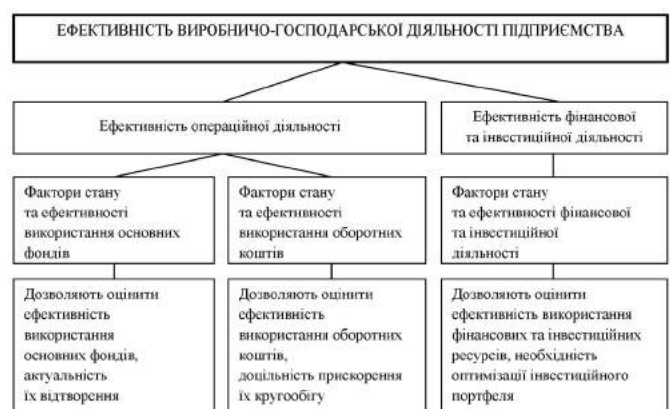 ЕФЕКТИВНІСТЬ ВИРОБНИЧО-ГОСПОДАРСЬКОЇ ДІЯЛЬНОСТІ ПІДПРИЄМСТВА
Ефективність операційної діяльності
Ефективність фінансової
та інвестиційної діяльності
Фактори стану
та ефективності
використання основних
фондів
Фактори стану
та ефективності
використання оборотних
коштів
Фактори стану
та ефективності фінансової
та інвестиційної
діяльності
Дозволяють оцінити
ефективність
використання
основних фондів,
актуальність
їх відтворення
Дозволяють оцінити
ефективність
використання оборотних
коштів,
доцільність прискорення
їх кругообігу
Дозволяють оцінити
ефективність використання
фінансових та інвестиційних
ресурсів, необхідність
оптимізації інвестиційного
портфеля